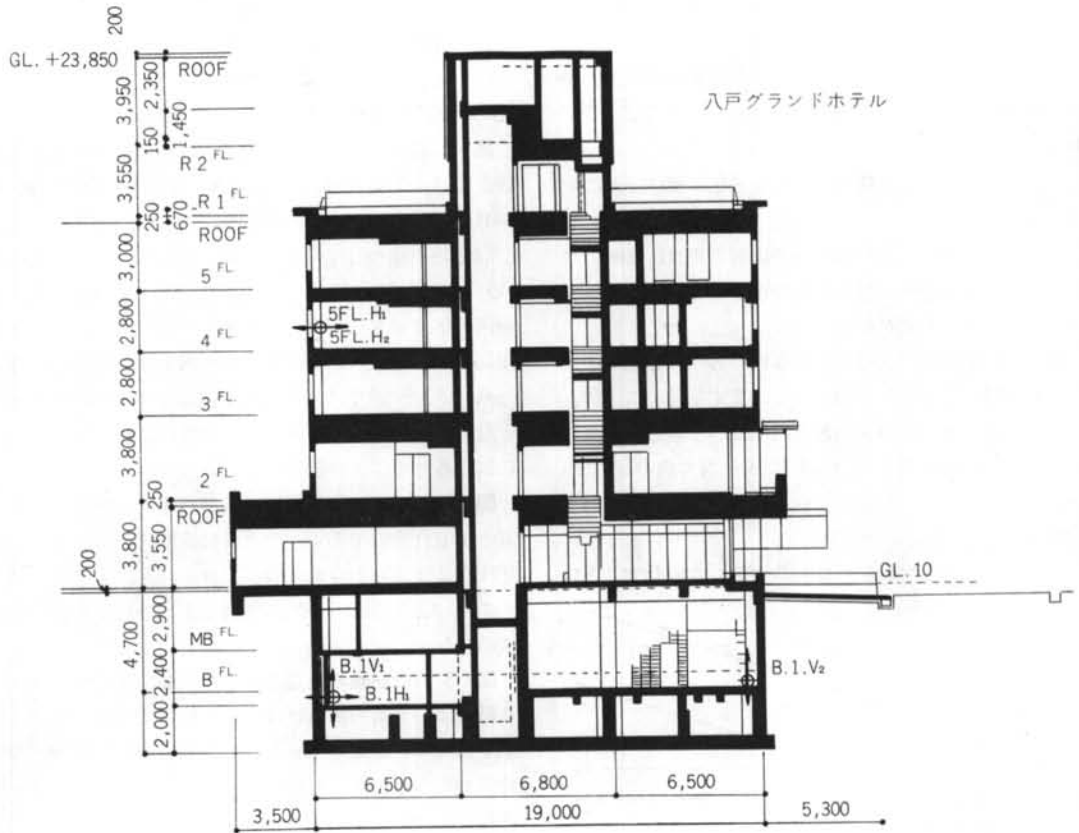 200
GL. +23,850
ROOF
3,950
2,350
150
1,450
八戸グランドホテル
R 2 FL.
3,550
R 1 FL.
250
670
ROOF
3,000
5 FL.
2,800
5FL.H₁
5FL.H₂
4 FL.
2,800
3 FL.
3,800
2 FL.
250
ROOF
3,800
3,550
200
GL.10
2,900
4,700
MB FL.
2,400
B FL.
B.1V₁
B.1H₁
B.1.V₂
2,000
6,500
6,800
6,500
3,500
19,000
5,300